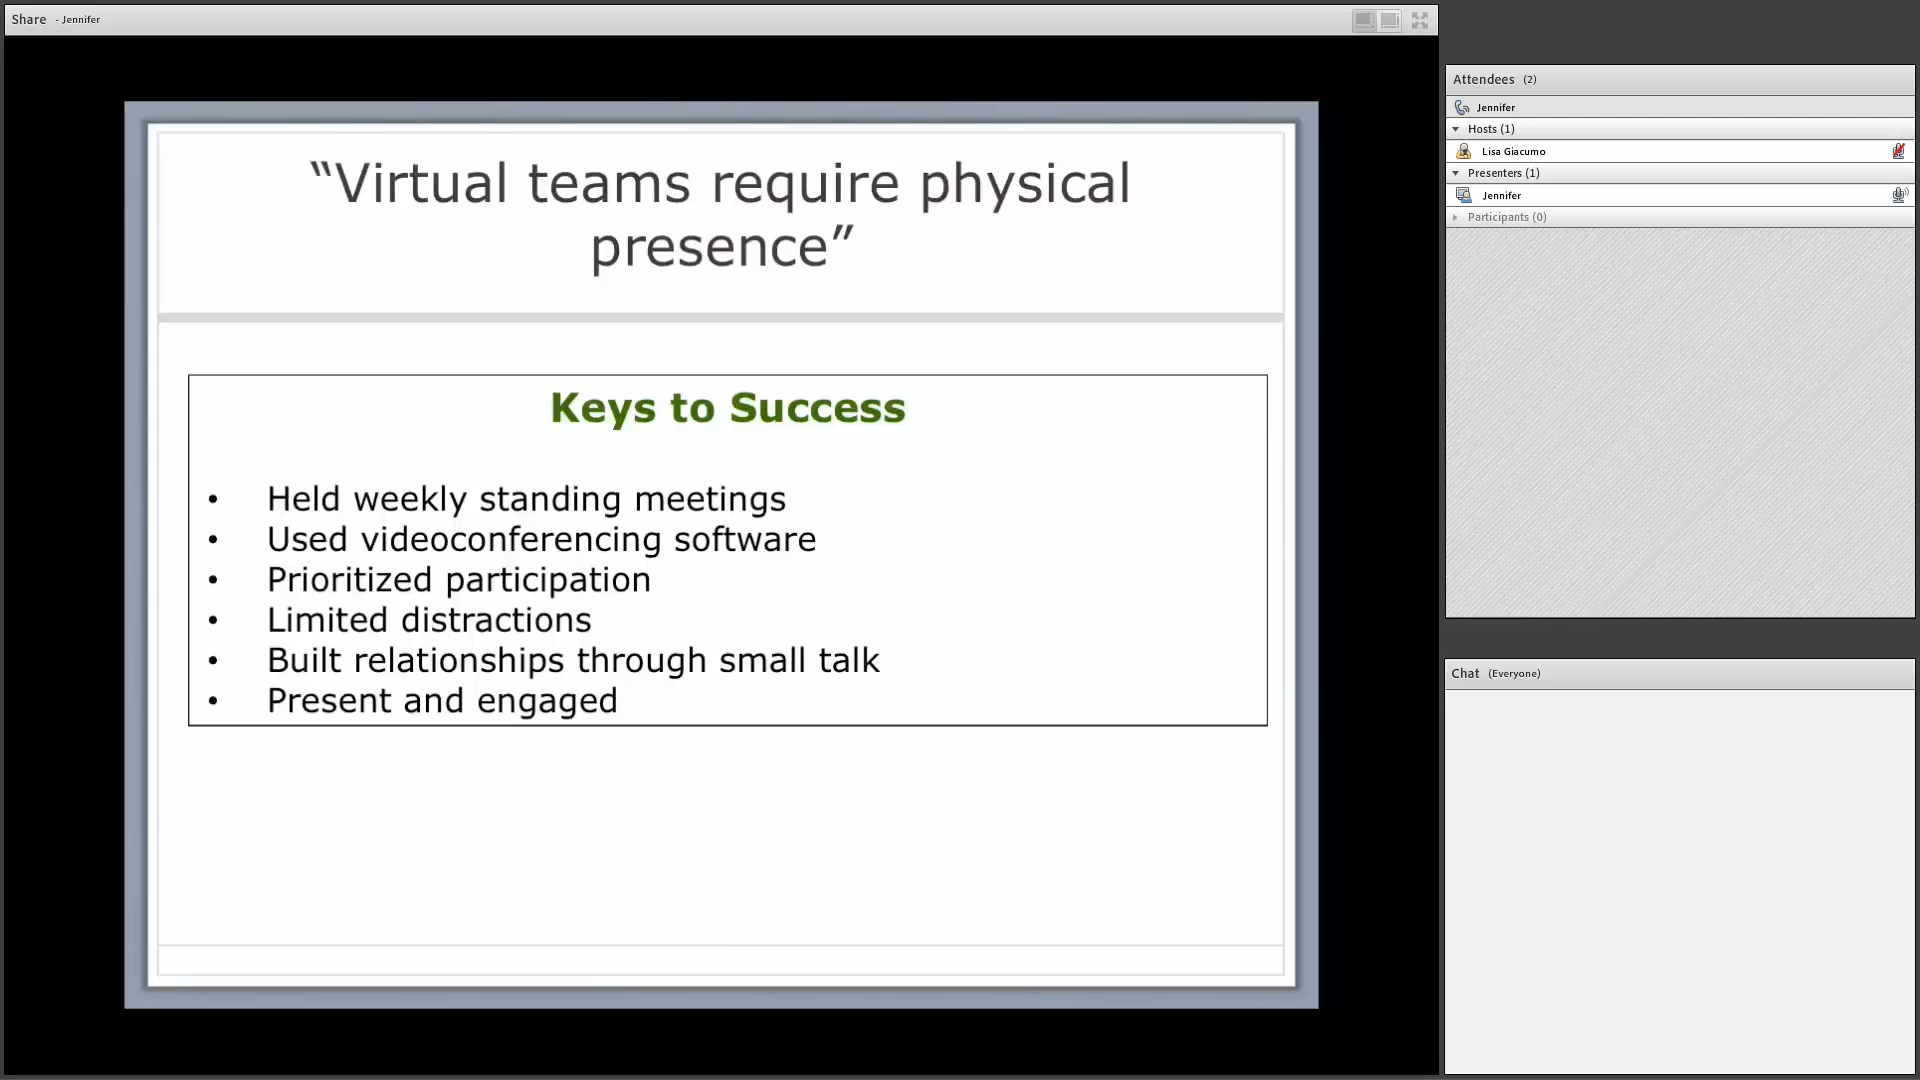 Share - Jennifer
“Virtual teams require physical
presence”
Keys to Success
• Held weekly standing meetings
• Used videoconferencing software
• Prioritized participation
• Limited distractions
• Built relationships through small talk
• Present and engaged
Attendees (2)
Jennifer
Hosts (1)
Lisa Giacumo
Presenters (1)
Jennifer
Participants (0)
Chat (Everyone)